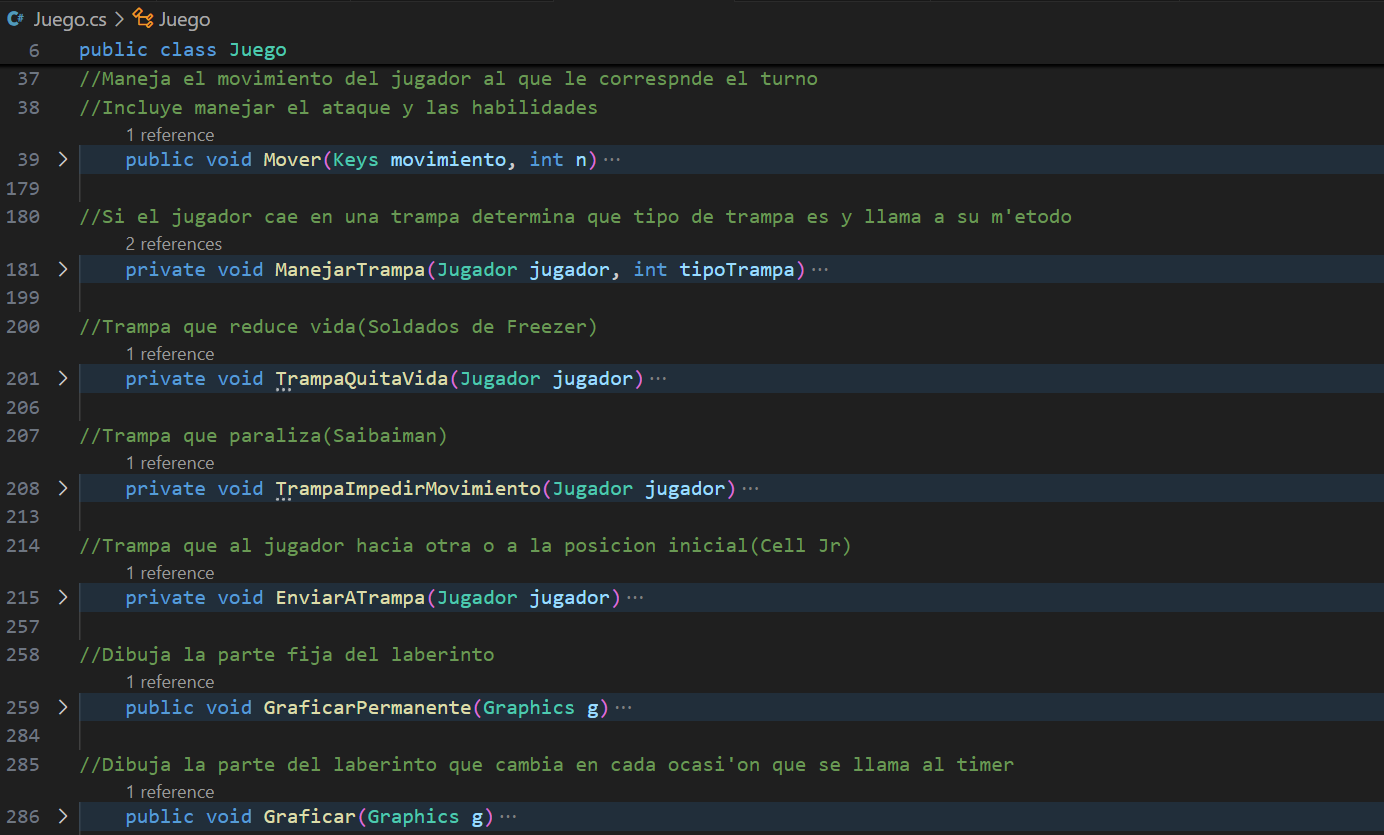 Juego.cs > Juego
6 public class Juego
37 //Maneja el movimiento del jugador al que le correspnde el turno
38 //Incluye manejar el ataque y las habilidades
1 reference
39 > public void Mover(Keys movimiento, int n)···
179
180 //Si el jugador cae en una trampa determina que tipo de trampa es y llama a su m'etodo
2 references
181 > private void ManejarTrampa(Jugador jugador, int tipoTrampa)···
199
200 //Trampa que reduce vida(Soldados de Freezer)
1 reference
201 > private void TrampaQuitaVida(Jugador jugador)···
206
207 //Trampa que paraliza(Saibaiman)
1 reference
208 > private void TrampaImpedirMovimiento(Jugador jugador)···
213
214 //Trampa que al jugador hacia otra o a la posicion inicial(Cell Jr)
1 reference
215 > private void EnviarATrampa(Jugador jugador)···
257
258 //Dibuja la parte fija del laberinto
1 reference
259 > public void GraficarPermanente(Graphics g)···
284
285 //Dibuja la parte del laberinto que cambia en cada ocasi'on que se llama al timer
1 reference
286 > public void Graficar(Graphics g)···